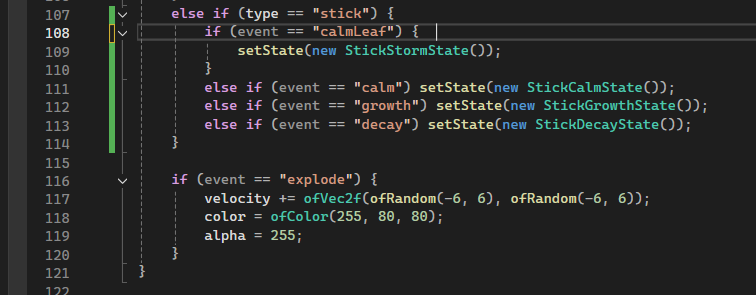 107 else if (type == "stick") {
108 if (event == "calmLeaf") {
109 setState(new StickStormState());
110 }
111 else if (event == "calm") setState(new StickCalmState());
112 else if (event == "growth") setState(new StickGrowthState());
113 else if (event == "decay") setState(new StickDecayState());
114 }
115
116 if (event == "explode") {
117 velocity += ofVec2f(ofRandom(-6, 6), ofRandom(-6, 6));
118 color = ofColor(255, 80, 80);
119 alpha = 255;
120 }
121 }
122